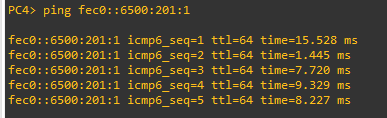 PC4> ping fec0::6500:201:1
fec0::6500:201:1 icmp6_seq=1 ttl=64 time=15.528 ms
fec0::6500:201:1 icmp6_seq=2 ttl=64 time=1.445 ms
fec0::6500:201:1 icmp6_seq=3 ttl=64 time=7.720 ms
fec0::6500:201:1 icmp6_seq=4 ttl=64 time=9.329 ms
fec0::6500:201:1 icmp6_seq=5 ttl=64 time=8.227 ms